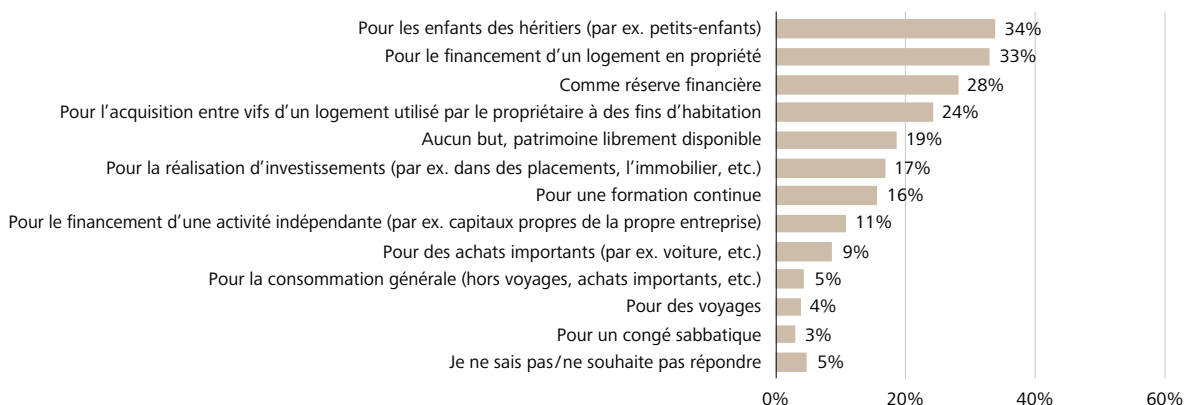 Pour les enfants des héritiers (par ex. petits-enfants) 34%
Pour le financement d’un logement en propriété 33%
Comme réserve financière 28%
Pour l’acquisition entre vifs d’un logement utilisé par le propriétaire à des fins d’habitation 24%
Aucun but, patrimoine librement disponible 19%
Pour la réalisation d’investissements (par ex. dans des placements, l’immobilier, etc.) 17%
Pour une formation continue 16%
Pour le financement d’une activité indépendante (par ex. capitaux propres de la propre entreprise) 11%
Pour des achats importants (par ex. voiture, etc.) 9%
Pour la consommation générale (hors voyages, achats importants, etc.) 5%
Pour des voyages 4%
Pour un congé sabbatique 3%
Je ne sais pas/ne souhaite pas répondre 5%
0% 20% 40% 60%